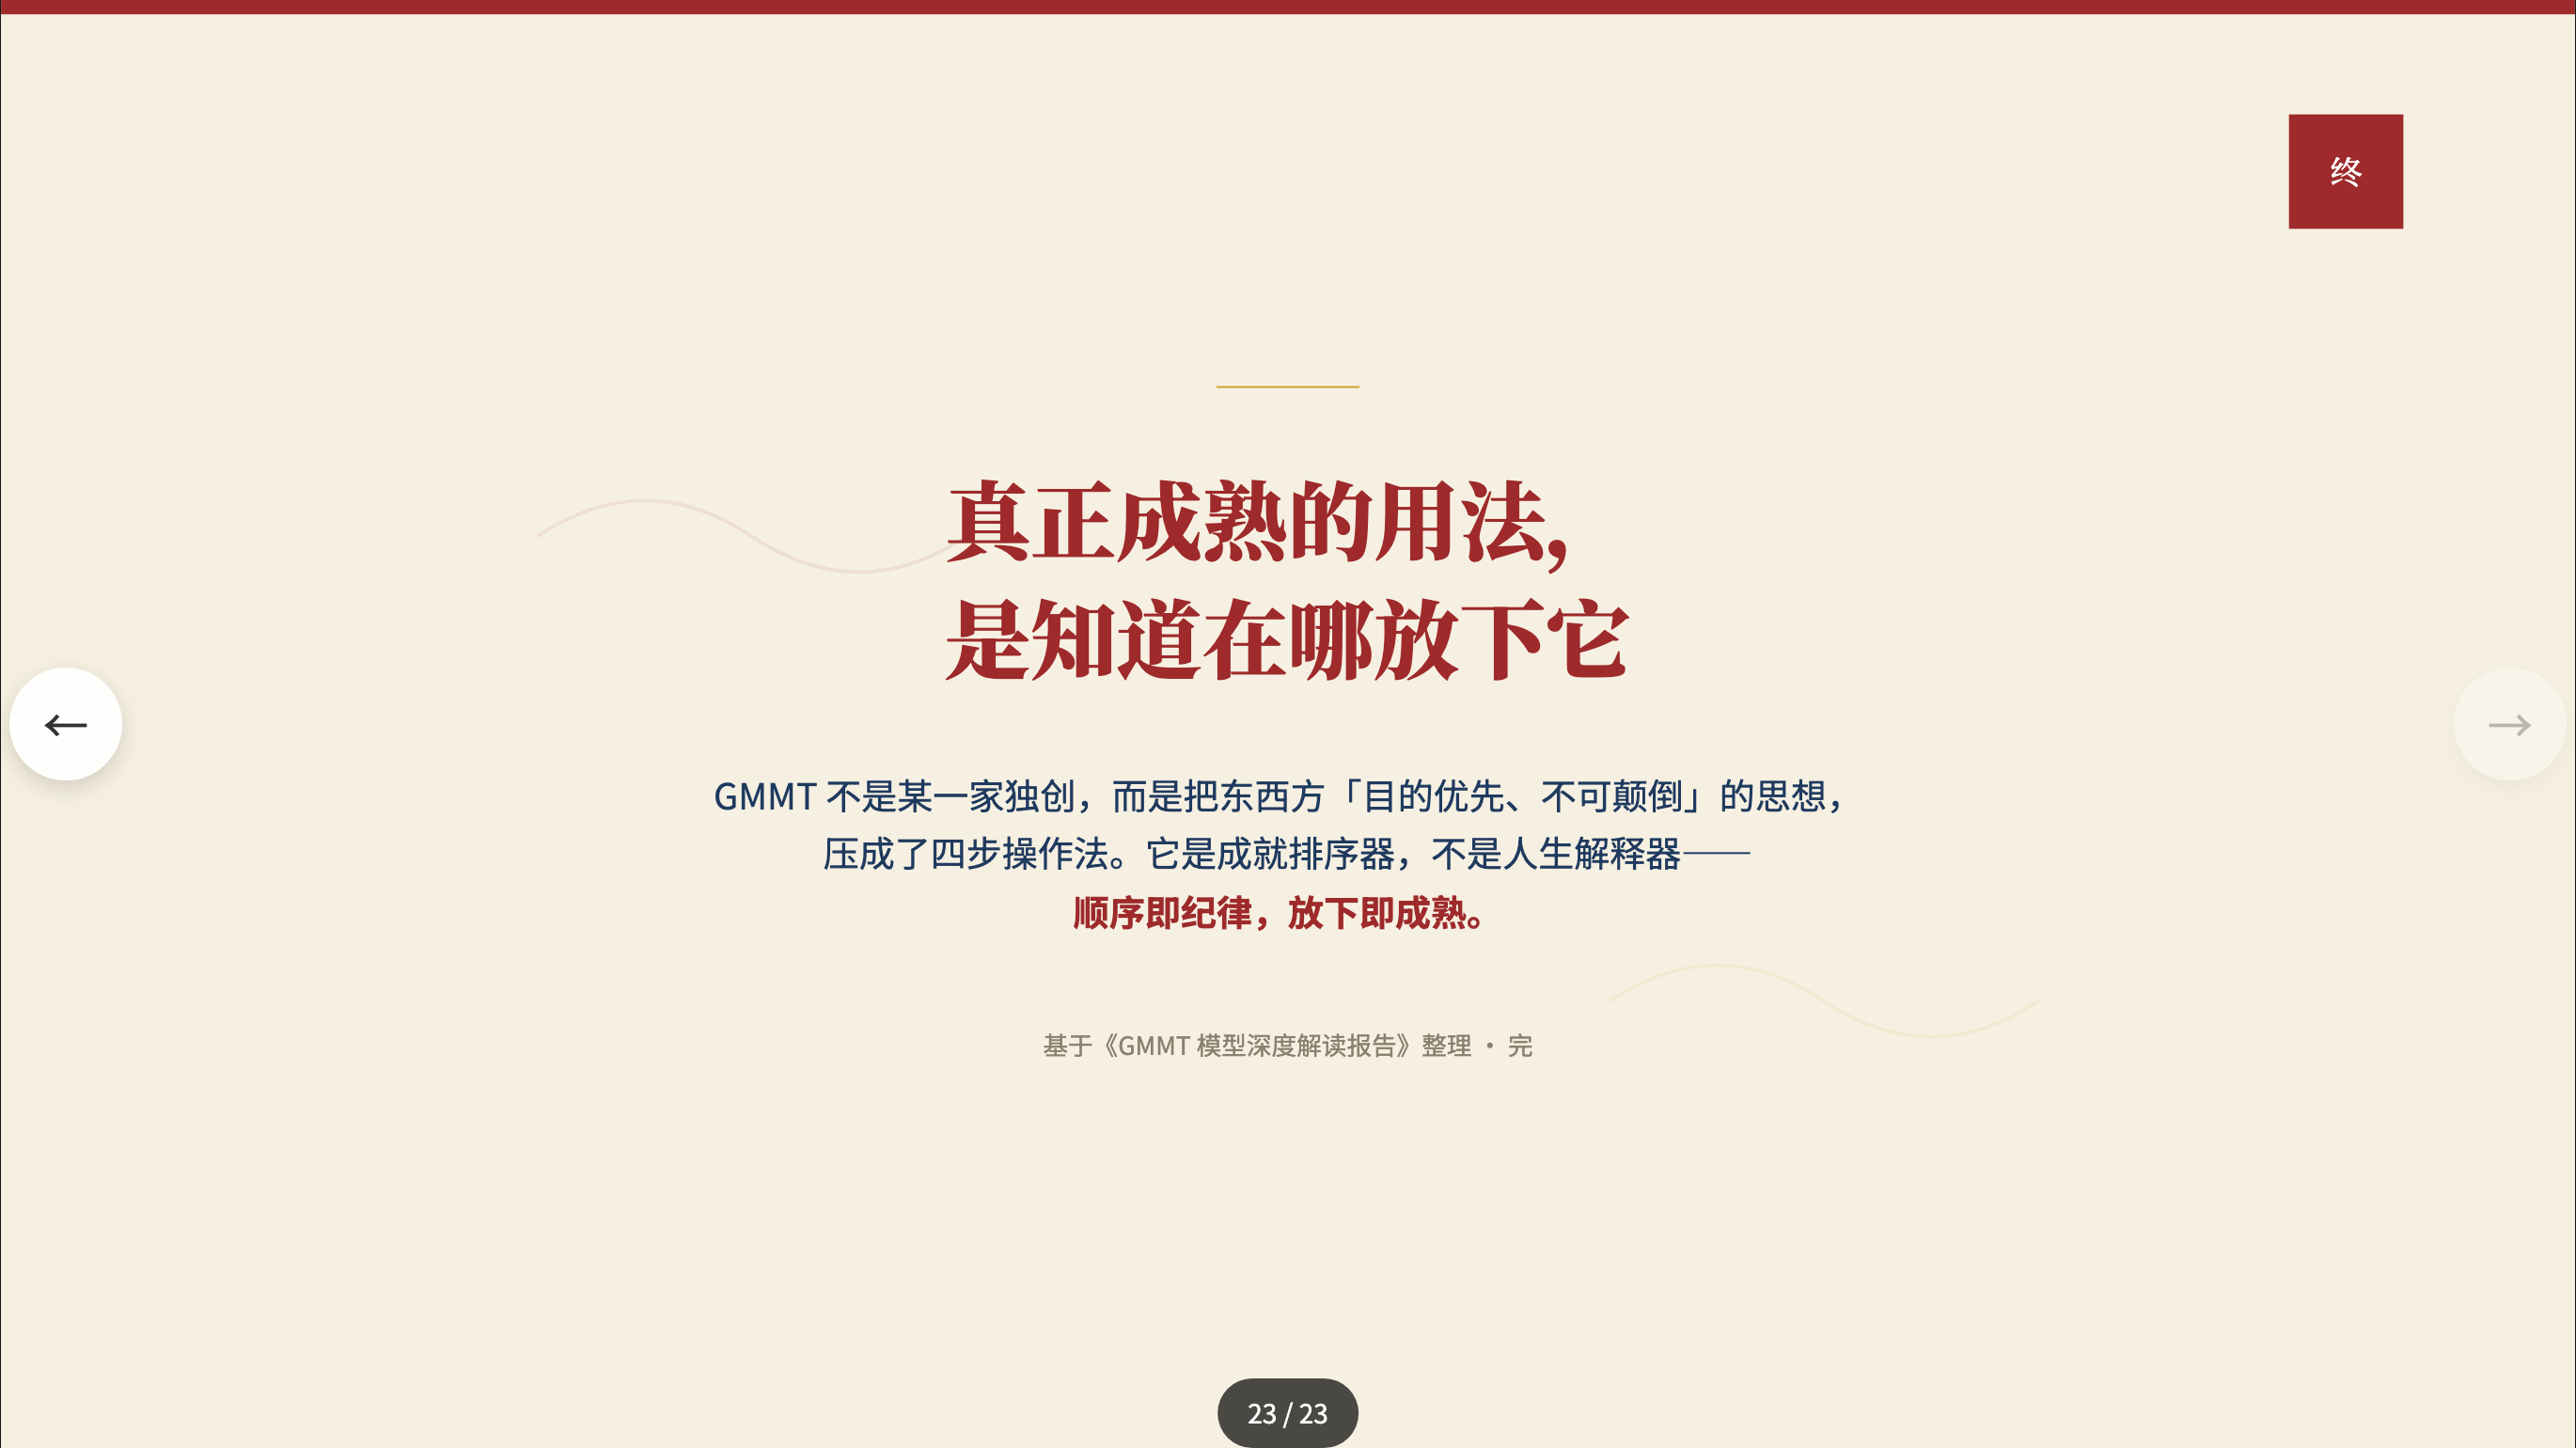 终
真正成熟的用法,
是知道在哪放下它
GMMT 不是某一家独创，而是把东西方「目的优先、不可颠倒」的思想，
压成了四步操作法。它是成就排序器，不是人生解释器——
顺序即纪律，放下即成熟。
基于《GMMT 模型深度解读报告》整理 · 完
←
→
23 / 23